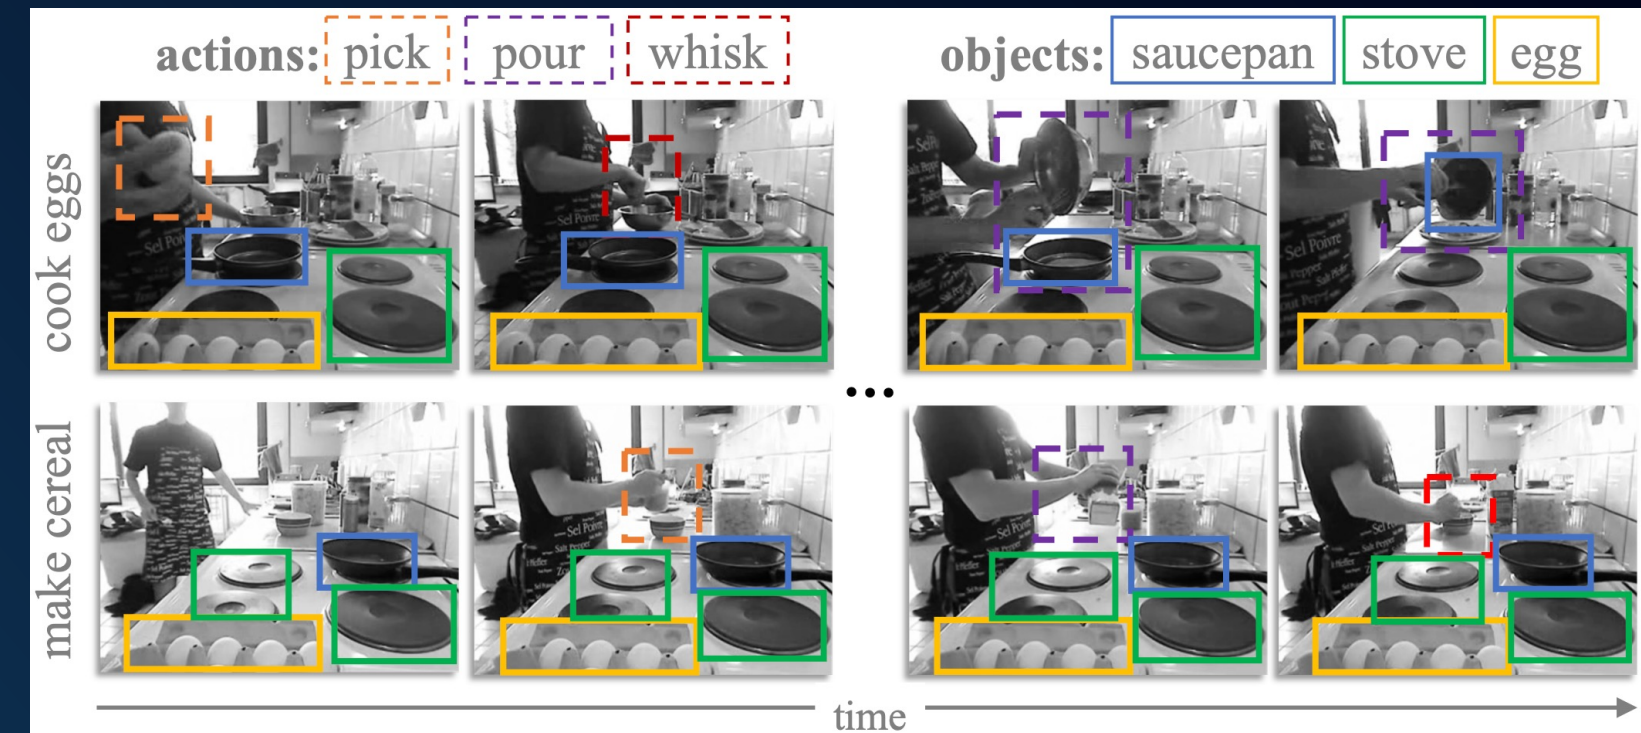 actions: pick pour whisk objects: saucepan stove egg
cook eggs
...
make cereal
time